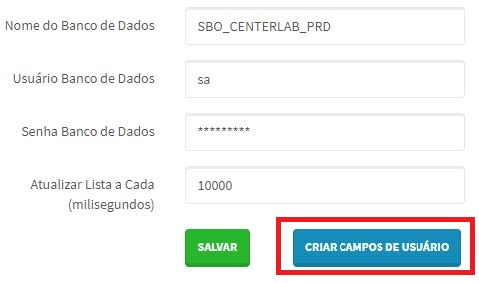 Nome do Banco de Dados SBO_CENTERLAB_PRD
Usuário Banco de Dados sa
Senha Banco de Dados *********
Atualizar Lista a Cada 10000
(milisegundos)
SALVAR CRIAR CAMPOS DE USUÁRIO